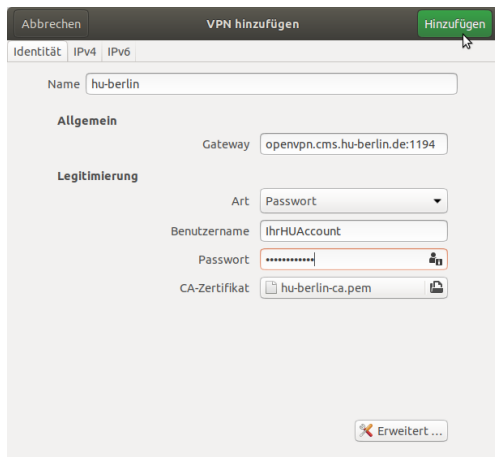 Abbrechen VPN hinzufügen Hinzufügen
Identität IPv4 IPv6
Name hu-berlin
Allgemein
Gateway openvpn.cms.hu-berlin.de:1194
Legitimierung
Art Passwort
Benutzername IhrHUAccount
Passwort ••••••••••••
CA-Zertifikat hu-berlin-ca.pem
Erweitert ...